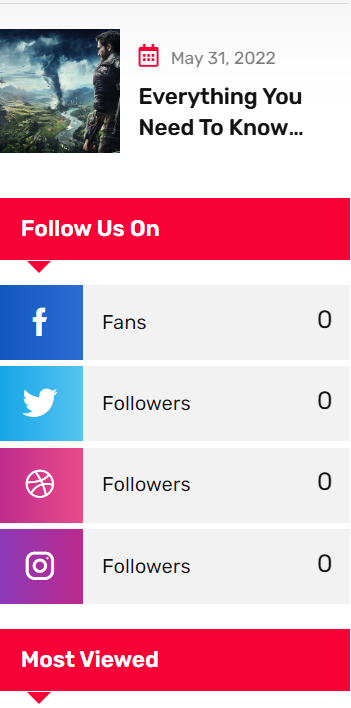 May 31, 2022
Everything You
Need To Know...
Follow Us On
Fans 0
Followers 0
Followers 0
Followers 0
Most Viewed